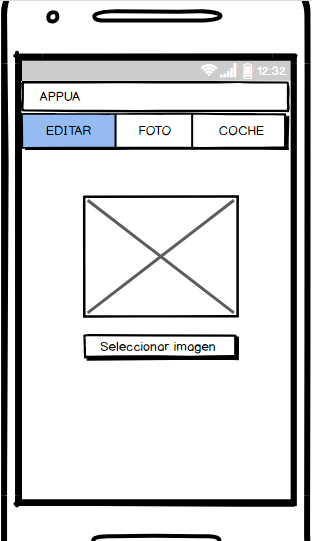 12:32
APPUA
EDITAR FOTO COCHE
Seleccionar imagen